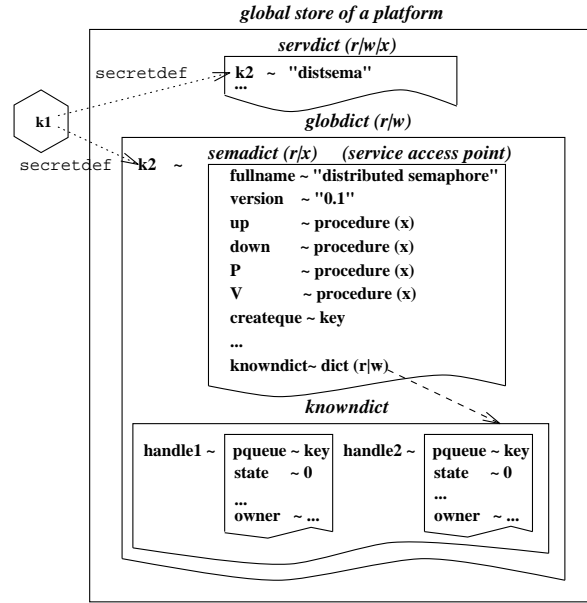 global store of a platform
servdict (r|w|x)
secretdef
k2 ~ "distsema"
...
k1
globdict (r/w)
secretdef
k2 ~
semadict (r|x) (service access point)
fullname ~ "distributed semaphore"
version ~ "0.1"
up ~ procedure (x)
down ~ procedure (x)
P ~ procedure (x)
V ~ procedure (x)
createque ~ key
...
knowndict~ dict (r|w)
knowndict
handle1 ~
pqueue ~ key
state ~ 0
...
owner ~ ...
handle2 ~
pqueue ~ key
state ~ 0
...
owner ~ ...